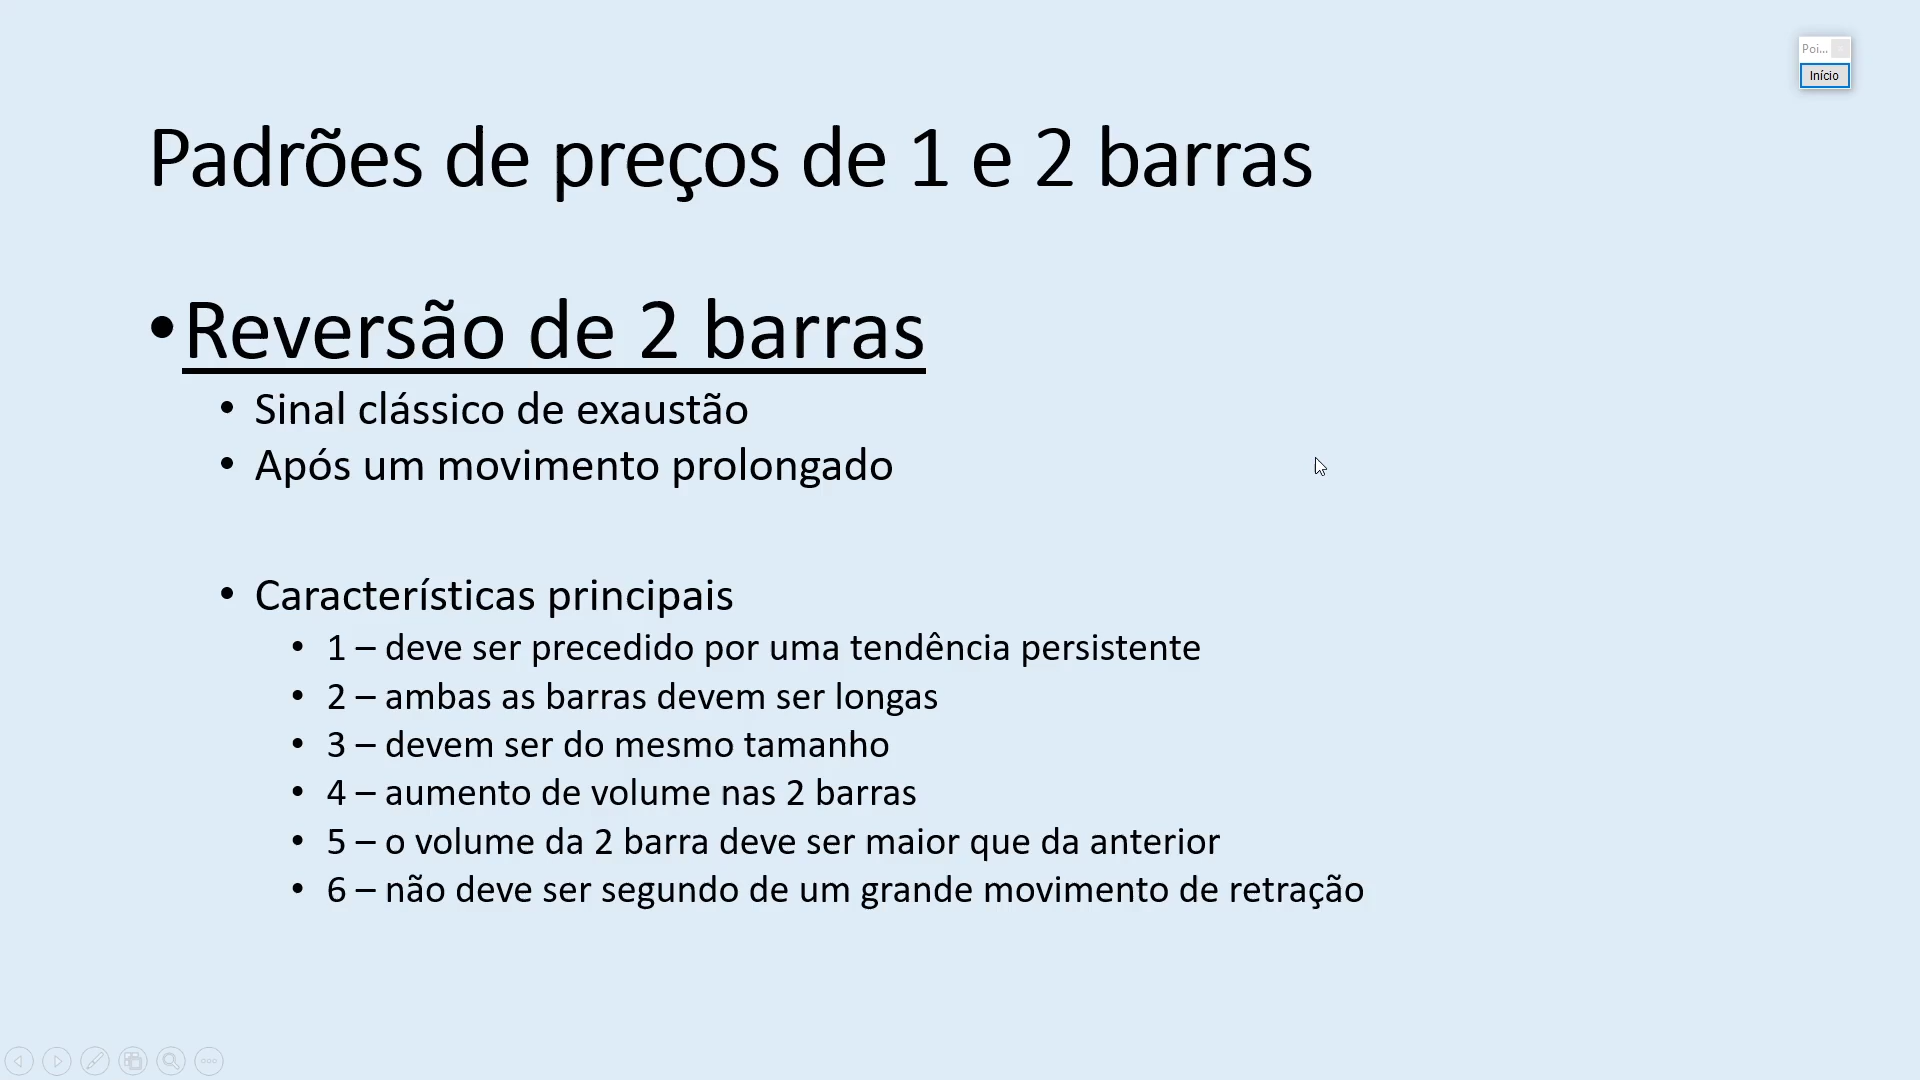 Poi...
Início
Padrões de preços de 1 e 2 barras
•Reversão de 2 barras
• Sinal clássico de exaustão
• Após um movimento prolongado
• Características principais
• 1 – deve ser precedido por uma tendência persistente
• 2 – ambas as barras devem ser longas
• 3 – devem ser do mesmo tamanho
• 4 – aumento de volume nas 2 barras
• 5 – o volume da 2 barra deve ser maior que da anterior
• 6 – não deve ser segundo de um grande movimento de retração